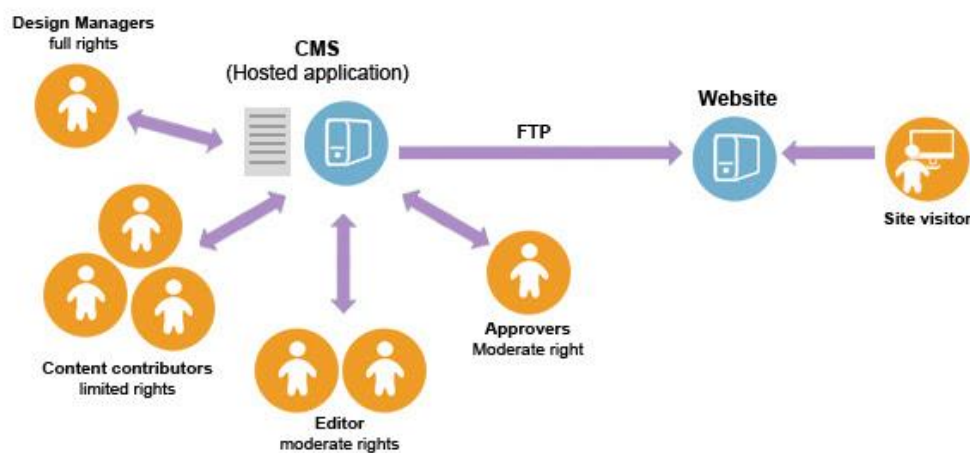 Design Managers
full rights
CMS
(Hosted application)
Website
FTP
Site visitor
Approvers
Moderate right
Content contributors
limited rights
Editor
moderate rights